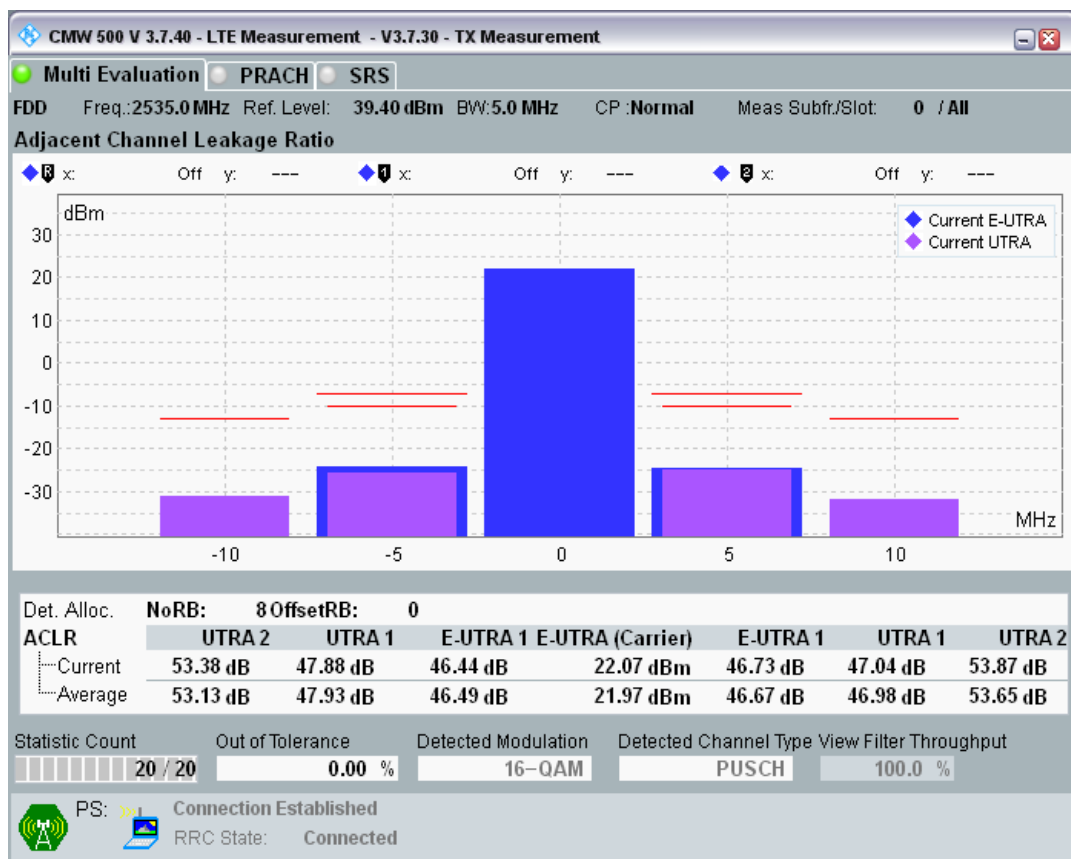 CMW 500 V 3.7.40 - LTE Measurement - V3.7.30 - TX Measurement
Multi Evaluation PRACH SRS
FDD Freq.:2535.0 MHz Ref. Level: 39.40 dBm BW:5.0 MHz CP :Normal Meas Subfr./Slot: 0 / All
Adjacent Channel Leakage Ratio
R x: Off y: --- 1 x: Off y: --- 2 x: Off y: ---
dBm
Current E-UTRA
Current UTRA
30
20
10
0
-10
-20
-30
MHz
-10 -5 0 5 10
Det. Alloc. NoRB: 8 OffsetRB: 0
ACLR UTRA 2 UTRA 1 E-UTRA 1 E-UTRA (Carrier) E-UTRA 1 UTRA 1 UTRA 2
Current 53.38 dB 47.88 dB 46.44 dB 22.07 dBm 46.73 dB 47.04 dB 53.87 dB
Average 53.13 dB 47.93 dB 46.49 dB 21.97 dBm 46.67 dB 46.98 dB 53.65 dB
Statistic Count Out of Tolerance Detected Modulation Detected Channel Type View Filter Throughput
20 / 20 0.00 % 16-QAM PUSCH 100.0 %
PS: Connection Established
RRC State: Connected